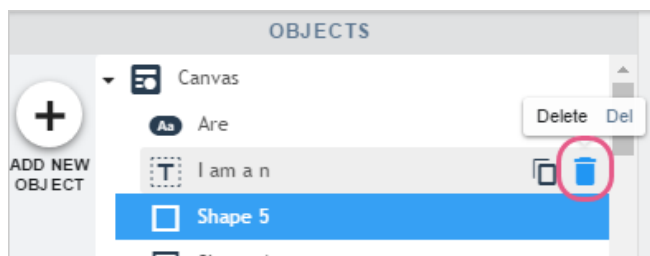 OBJECTS
Canvas
Aa Are
Delete Del
ADD NEW
OBJECT
T I am a n
Shape 5